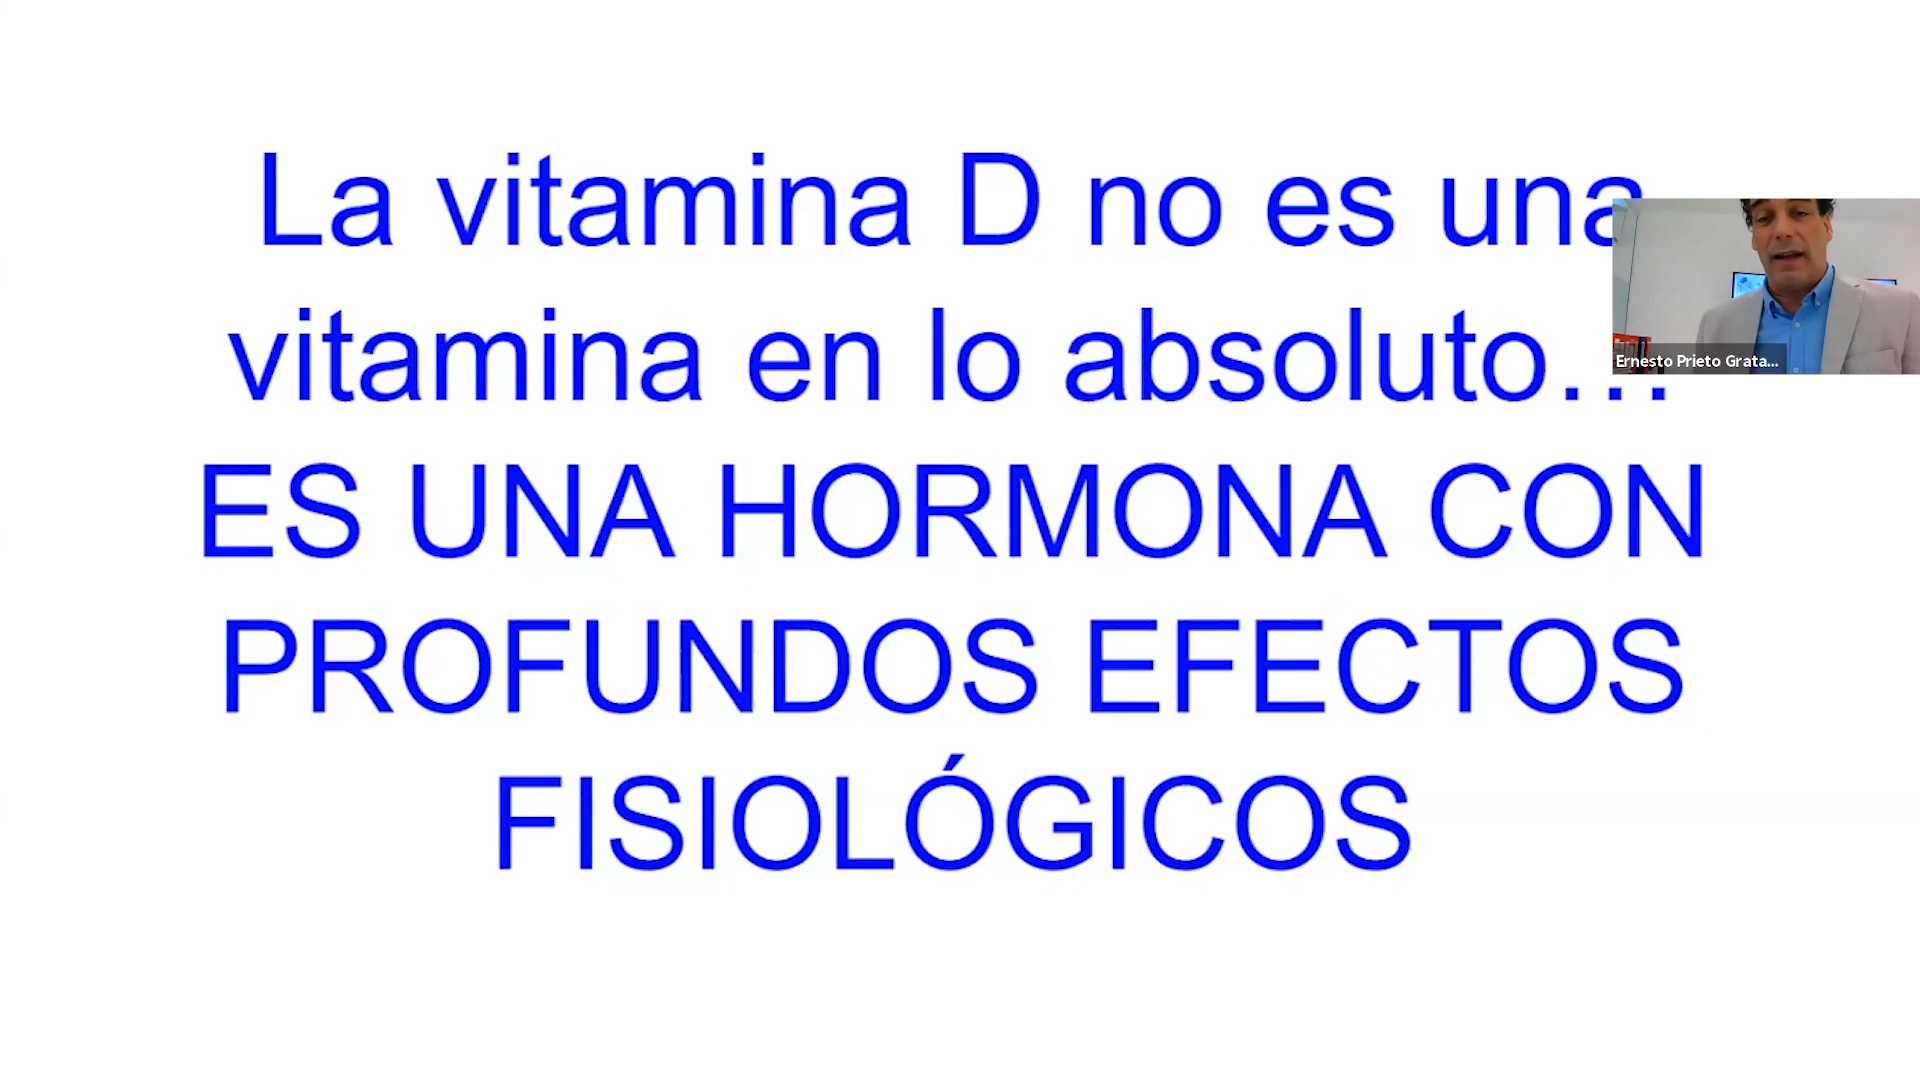 La vitamina D no es una
vitamina en lo absoluto...
ES UNA HORMONA CON
PROFUNDOS EFECTOS
FISIOLÓGICOS
Ernesto Prieto Grata...